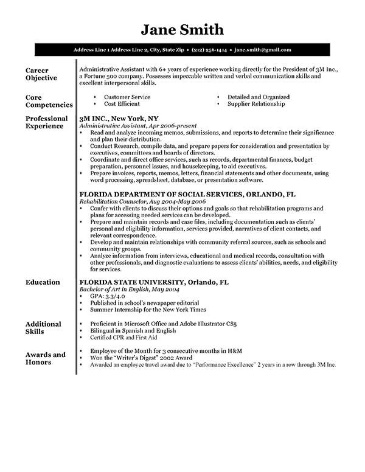 Jane Smith
Address Line 1 Address Line 2, City, State Zip • (212) 256-1414 • jane.smith@gmail.com
Career Objective
Administrative Assistant with 6+ years of experience working directly for the President of 3M Inc.,
a Fortune 500 company. Possesses impeccable written and verbal communication skills and
excellent interpersonal skills.
Core Competencies
• Customer Service
• Cost Efficient
• Detailed and Organized
• Supplier Relationship
Professional Experience
3M INC., New York, NY
Administrative Assistant, Apr 2006-present
• Read and analyze incoming memos, submissions, and reports to determine their significance
and plan their distribution.
• Conduct Research, compile data, and prepare papers for consideration and presentation by
executives, committees and boards of directors.
• Coordinate and direct office services, such as records, departmental finances, budget
preparation, personnel issues, and housekeeping, to aid executives.
• Prepare invoices, reports, memos, letters, financial statements and other documents, using
word processing, spreadsheet, database, or presentation software.
FLORIDA DEPARTMENT OF SOCIAL SERVICES, ORLANDO, FL
Rehabilitation Counselor, Aug 2004-May 2006
• Confer with clients to discuss their options and goals so that rehabilitation programs and
plans for accessing needed services can be developed.
• Prepare and maintain records and case files, including documentation such as clients'
personal and eligibility information, services provided, narratives of client contacts, and
relevant correspondence.
• Develop and maintain relationships with community referral sources, such as schools and
community groups.
• Analyze information from interviews, educational and medical records, consultation with
other professionals, and diagnostic evaluations to assess clients' abilities, needs, and eligibility
for services.
Education
FLORIDA STATE UNIVERSITY, Orlando, FL
Bachelor of Art in English, May 2004
• GPA: 3.3/4.0
• Published in school's newspaper editorial
• Summer Internship for the New York Times
Additional Skills
• Proficient in Microsoft Office and Adobe Illustrator CS5
• Bilingual in Spanish and English
• Certified CPR and First Aid
Awards and Honors
• Employee of the Month for 3 consecutive months in H&M
• Won the "Writer's Digest" 2002 Award
• Awarded an employee travel award due to "Performance Excellence" 2 years in a row through 3M Inc.